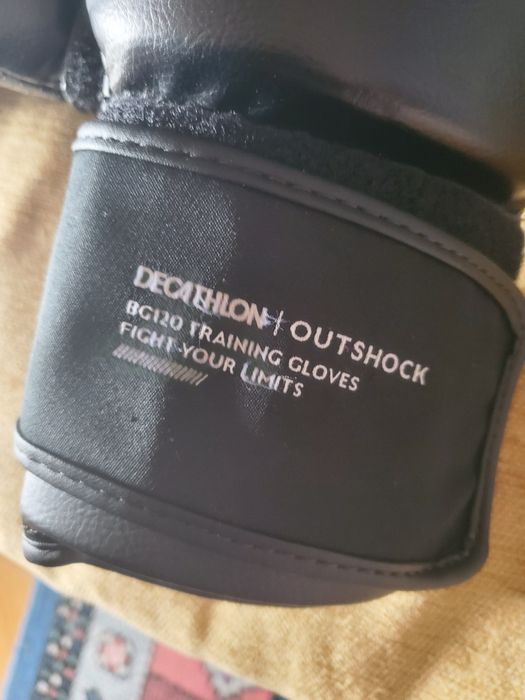 DECATHLON | OUTSHOCK
BG120 TRAINING GLOVES
FIGHT YOUR LIMITS